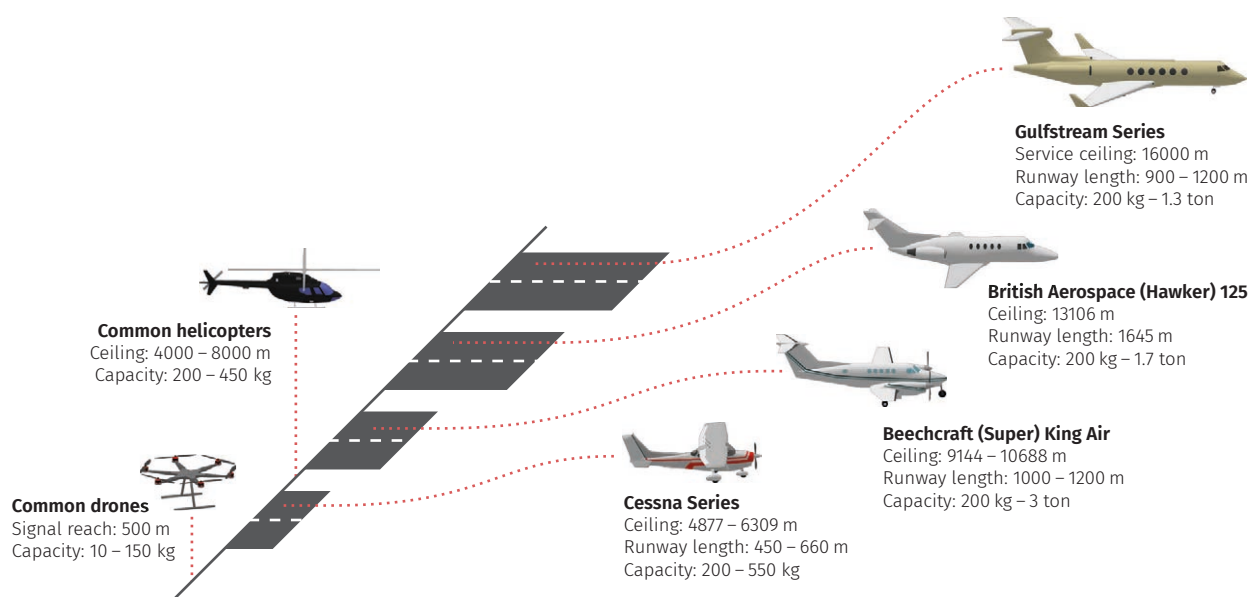 Gulfstream Series
Service ceiling: 16000 m
Runway length: 900 – 1200 m
Capacity: 200 kg – 1.3 ton
British Aerospace (Hawker) 125
Ceiling: 13106 m
Runway length: 1645 m
Capacity: 200 kg – 1.7 ton
Common helicopters
Ceiling: 4000 – 8000 m
Capacity: 200 – 450 kg
Beechcraft (Super) King Air
Ceiling: 9144 – 10688 m
Runway length: 1000 – 1200 m
Capacity: 200 kg – 3 ton
Common drones
Signal reach: 500 m
Capacity: 10 – 150 kg
Cessna Series
Ceiling: 4877 – 6309 m
Runway length: 450 – 660 m
Capacity: 200 – 550 kg